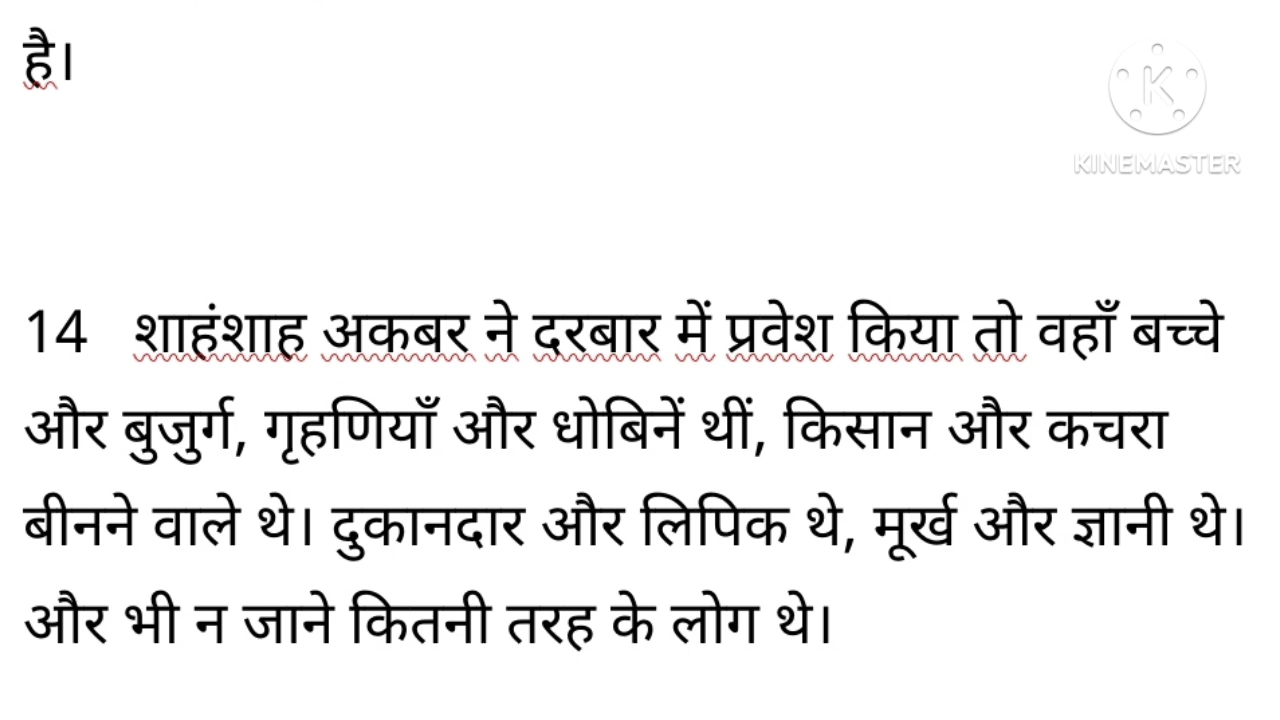 है।
KINEMASTER
14 शाहंशाह अकबर ने दरबार में प्रवेश किया तो वहाँ बच्चे
और बुजुर्ग, गृहणियाँ और धोबिनें थीं, किसान और कचरा
बीनने वाले थे। दुकानदार और लिपिक थे, मूर्ख और ज्ञानी थे।
और भी न जाने कितनी तरह के लोग थे।